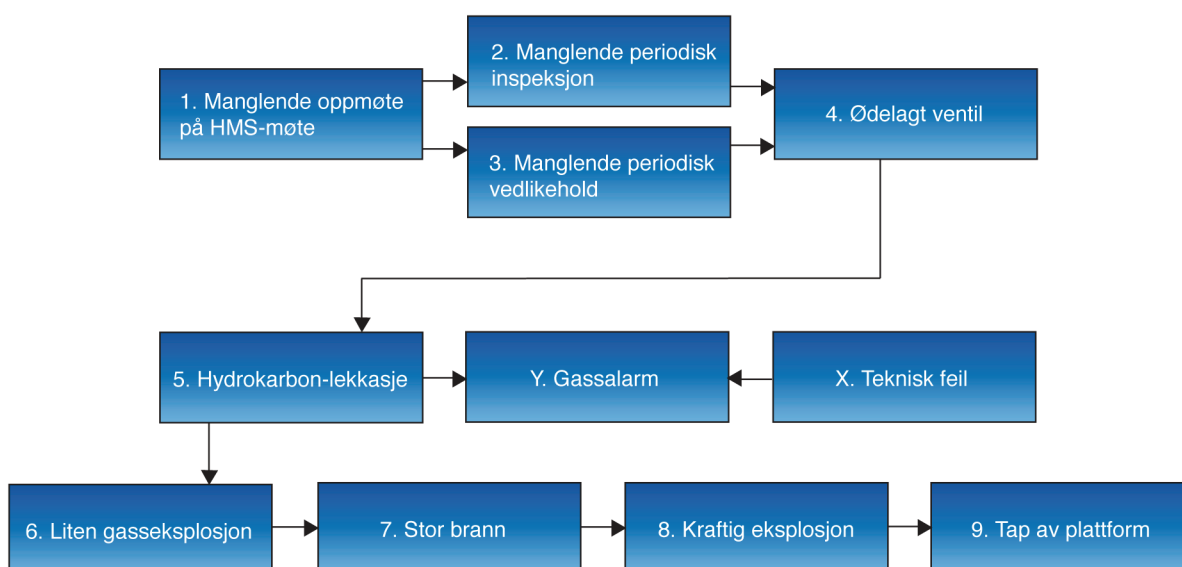 1. Manglende oppmøte
på HMS-møte
2. Manglende periodisk
inspeksjon
3. Manglende periodisk
vedlikehold
4. Ødelagt ventil
5. Hydrokarbon-lekkasje
Y. Gassalarm
X. Teknisk feil
6. Liten gasseksplosjon
7. Stor brann
8. Kraftig eksplosjon
9. Tap av plattform